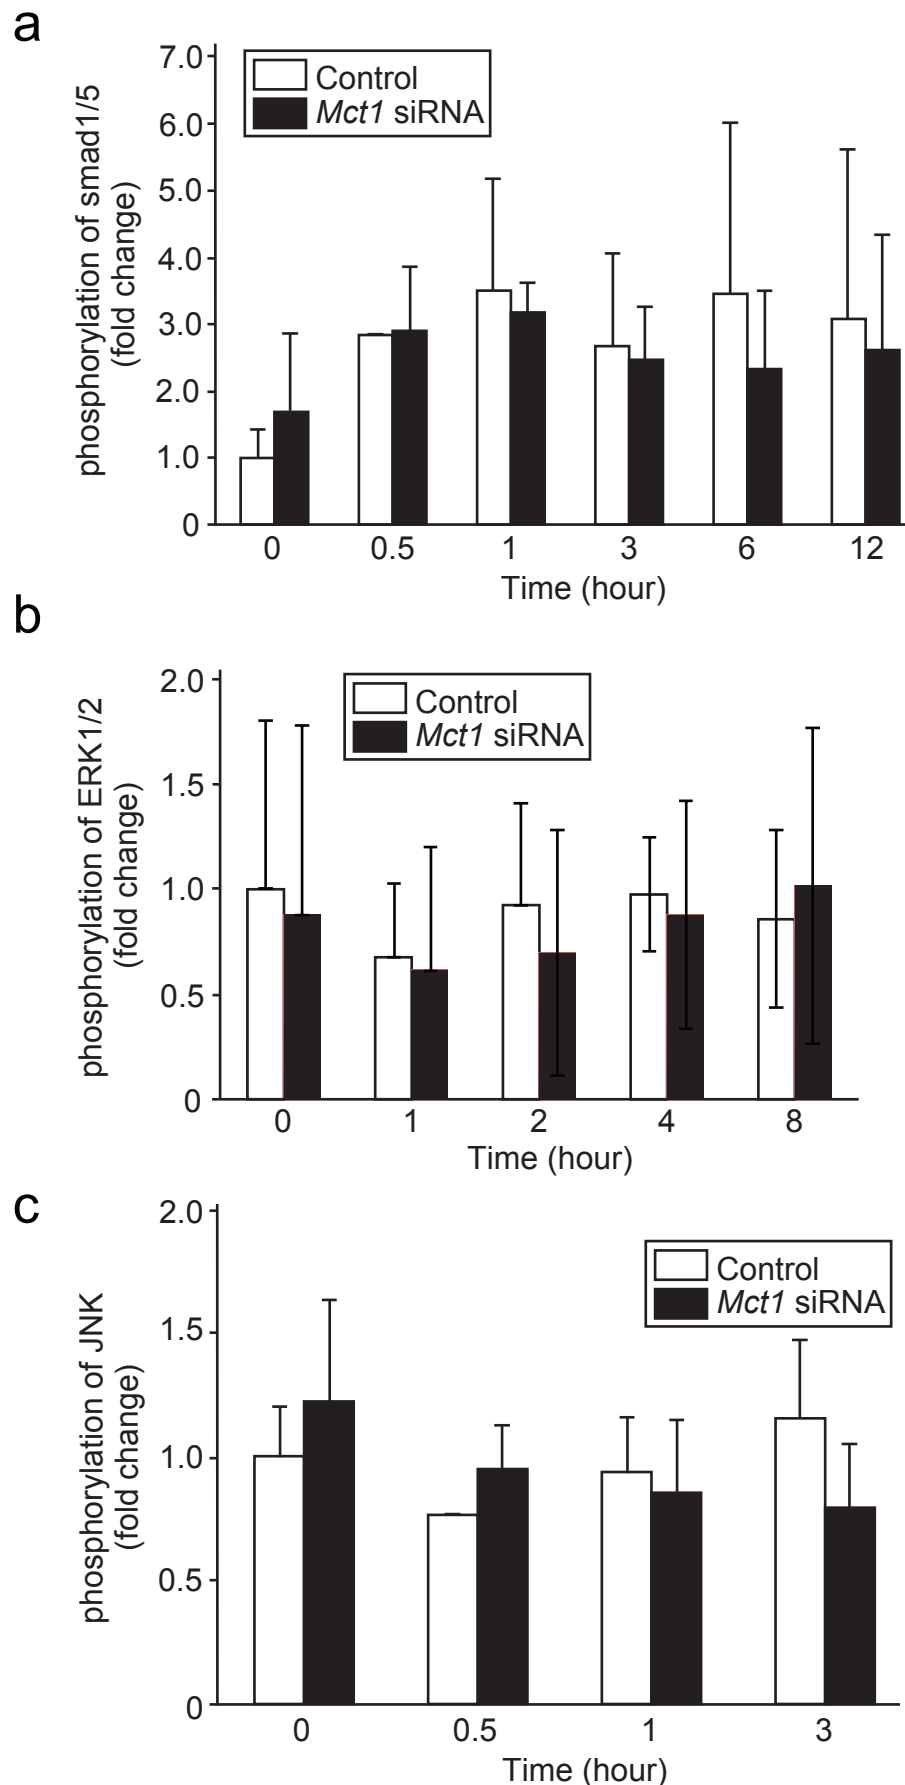 a
phosphorylation of smad1/5
(fold change)
7.0
6.0
5.0
4.0
3.0
2.0
1.0
0
Control
Mct1 siRNA
0 0.5 1 3 6 12
Time (hour)
b
phosphorylation of ERK1/2
(fold change)
2.0
1.5
1.0
0.5
0
Control
Mct1 siRNA
0 1 2 4 8
Time (hour)
c
phosphorylation of JNK
(fold change)
2.0
1.5
1.0
0.5
0
Control
Mct1 siRNA
0 0.5 1 3
Time (hour)